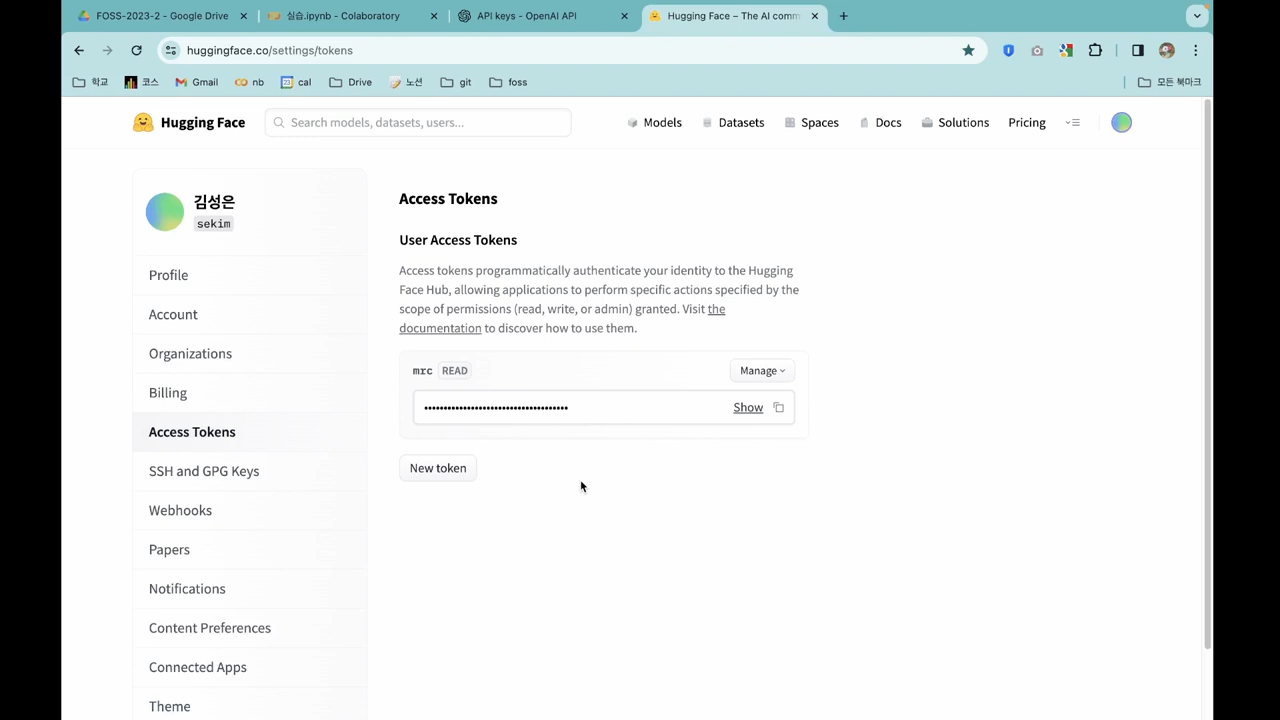 FOSS-2023-2 - Google Drive
실습.ipynb - Colaboratory
API keys - OpenAI API
Hugging Face – The AI comm
huggingface.co/settings/tokens
학교
코스
Gmail
nb
cal
Drive
노션
git
foss
모든 북마크
Hugging Face
Search models, datasets, users...
Models
Datasets
Spaces
Docs
Solutions
Pricing
김성은
sekim
Profile
Account
Organizations
Billing
Access Tokens
SSH and GPG Keys
Webhooks
Papers
Notifications
Content Preferences
Connected Apps
Theme
Access Tokens
User Access Tokens
Access tokens programmatically authenticate your identity to the Hugging
Face Hub, allowing applications to perform specific actions specified by the
scope of permissions (read, write, or admin) granted. Visit the
documentation to discover how to use them.
mrc READ
Manage
••••••••••••••••••••••••••••••••••••• Show
New token